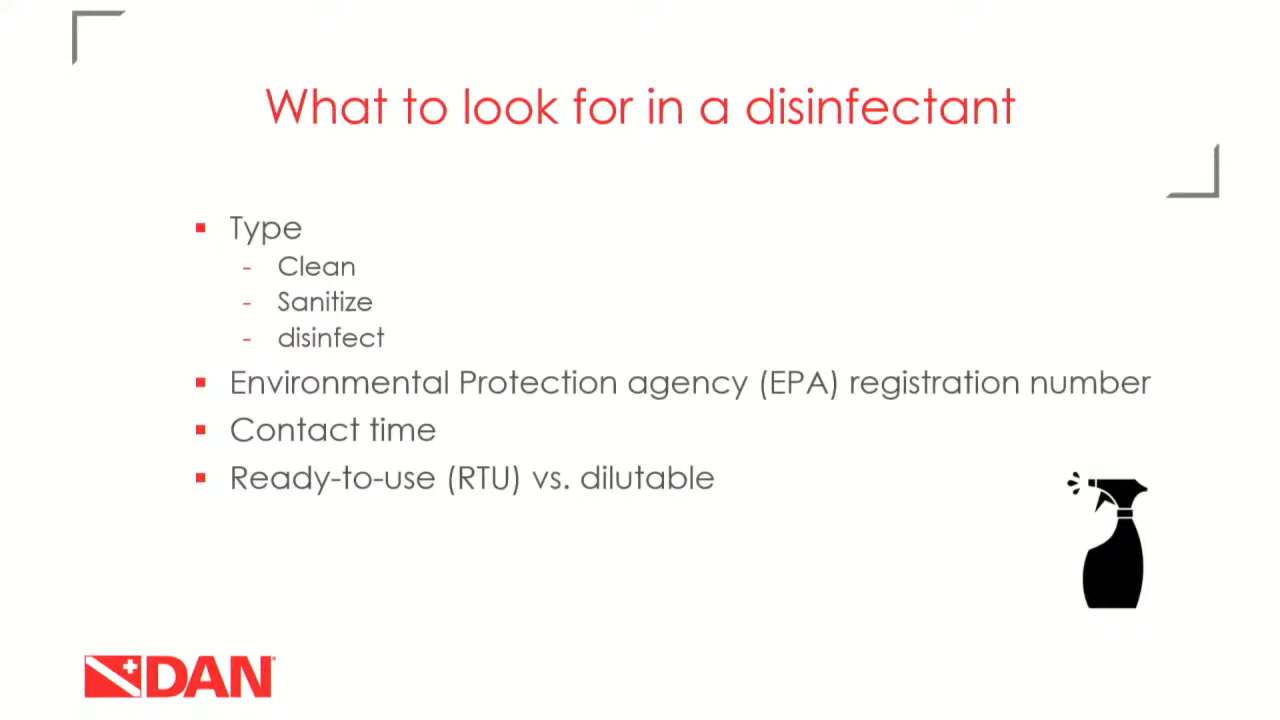 What to look for in a disinfectant
▪ Type
- Clean
- Sanitize
- disinfect
▪ Environmental Protection agency (EPA) registration number
▪ Contact time
▪ Ready-to-use (RTU) vs. dilutable
DAN